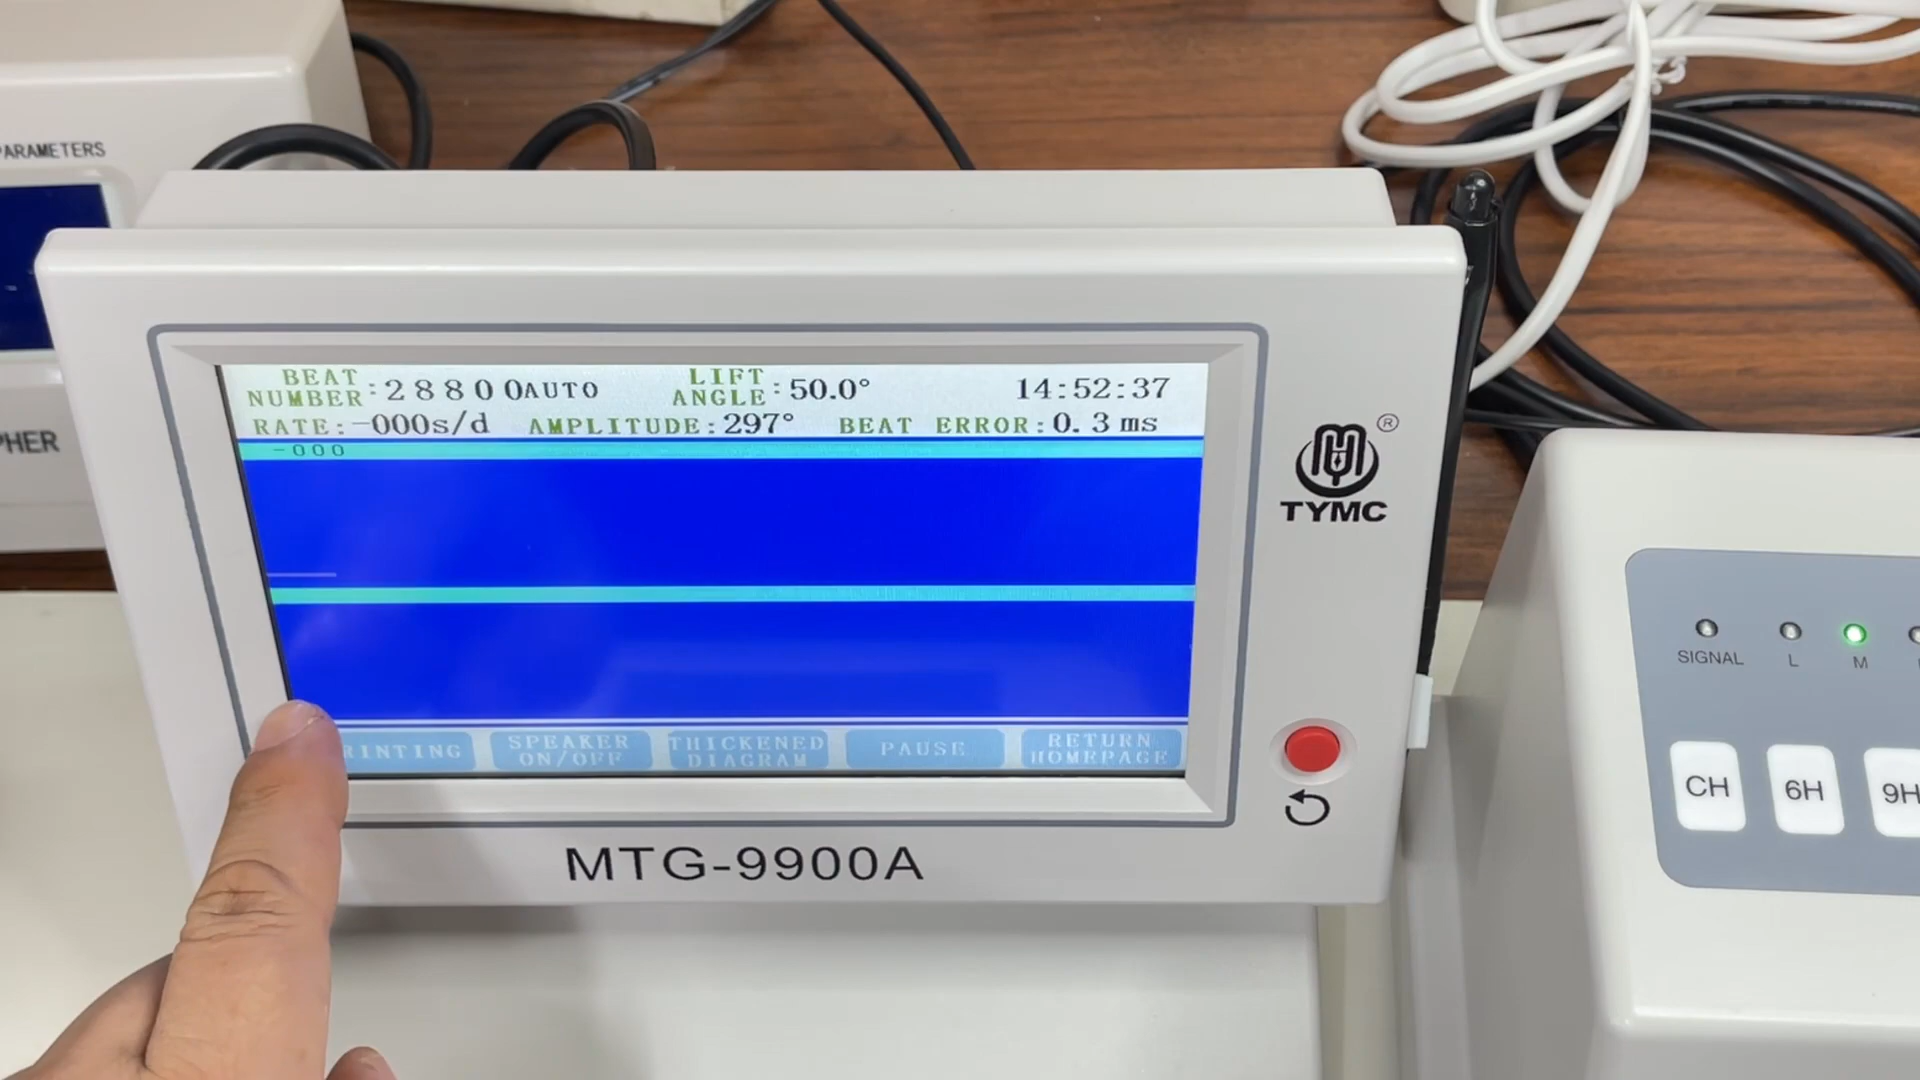 PARAMETERS
PHER
BEAT NUMBER:28800AUTO LIFT ANGLE:50.0° 14:52:37
RATE:-000s/d AMPLITUDE:297° BEAT ERROR:0.3ms
-000
RINTING SPEAKER ON/OFF THICKENED DIAGRAM PAUSE RETURN HOMEPAGE
TYMC®
MTG-9900A
SIGNAL L M
CH 6H 9H